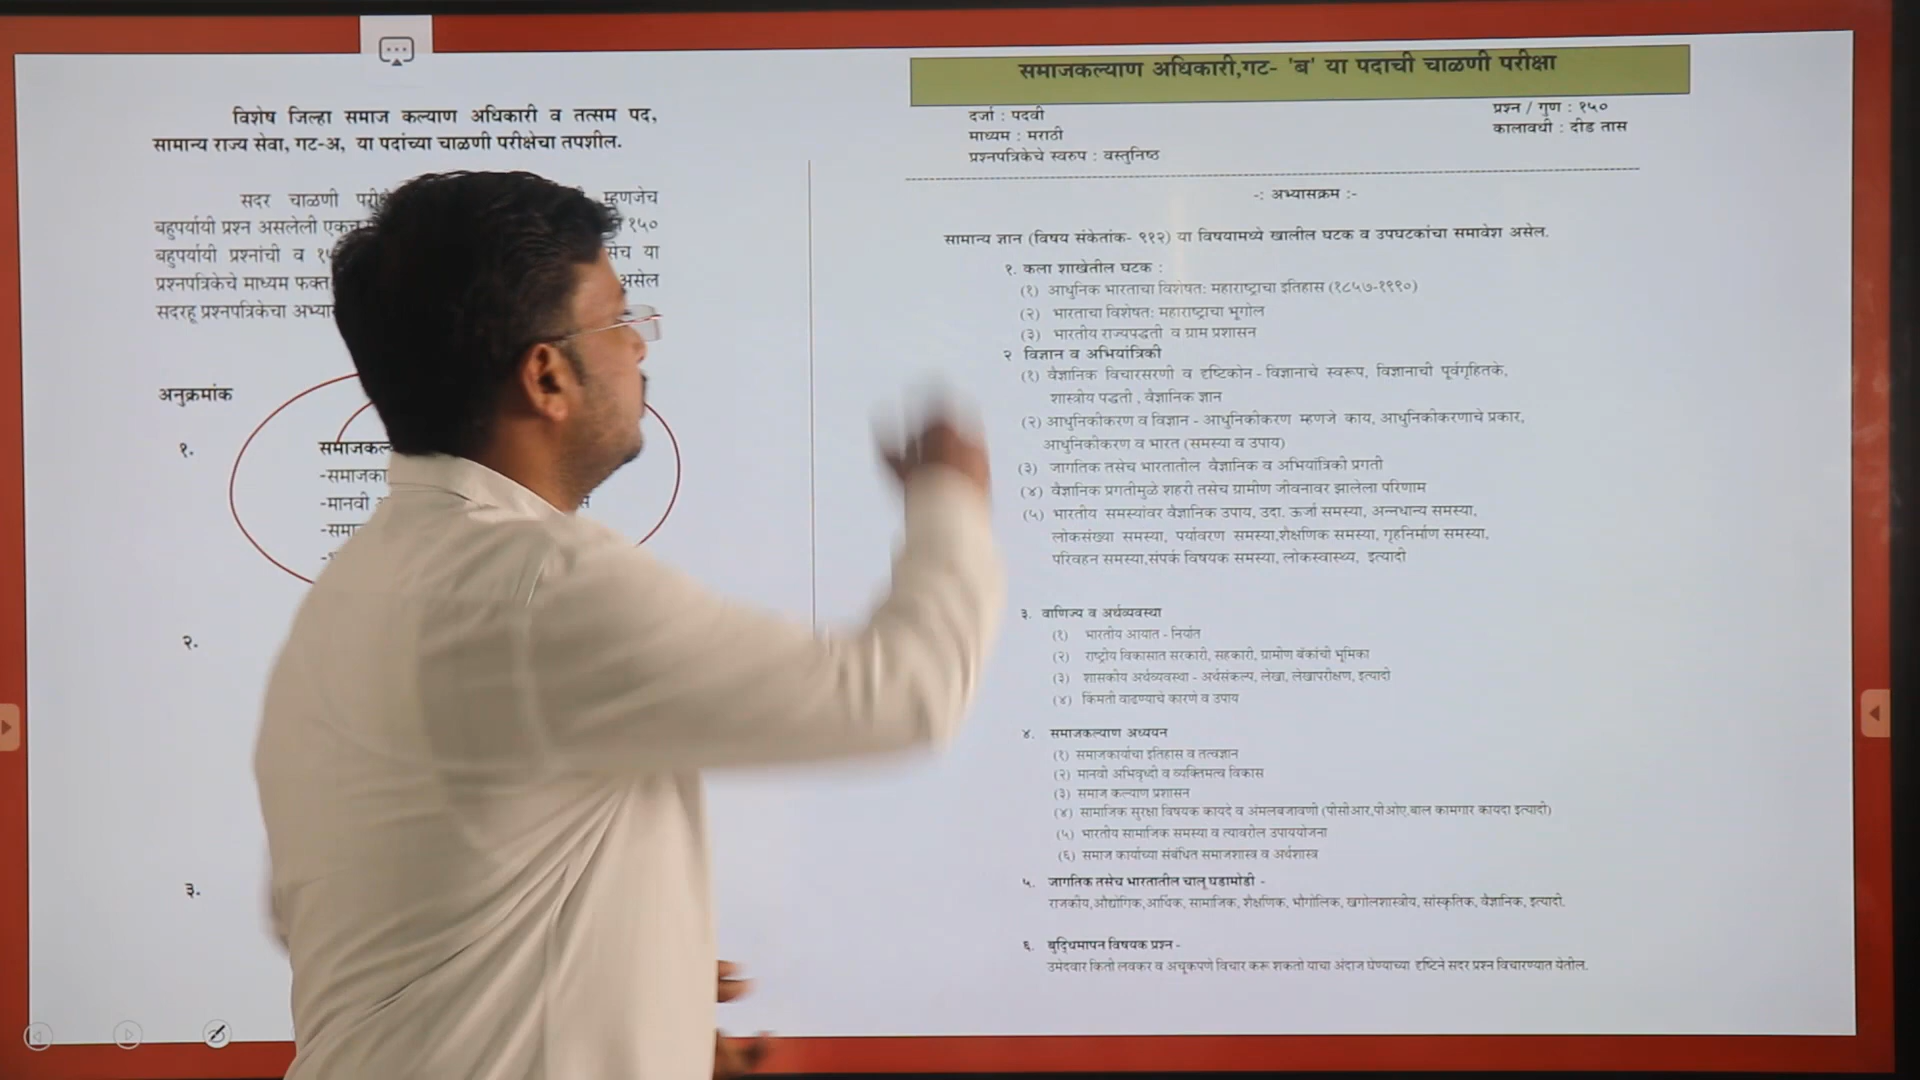 विशेष जिल्हा समाज कल्याण अधिकारी व तत्सम पद,
सामान्य राज्य सेवा, गट-अ, या पदांच्या चाळणी परीक्षेचा तपशील.
सदर चाळणी म्हणजेच
बहुपर्यायी प्रश्न असलेली १५०
बहुपर्यायी प्रश्नांची व या
प्रश्नपत्रिकेचे माध्यम फक्त असेल
सदरहू प्रश्नपत्रिकेचा
अनुक्रमांक
१.
-मानवी
२.
३.
समाजकल्याण अधिकारी,गट- 'ब' या पदाची चाळणी परीक्षा
दर्जा : पदवी
प्रश्न / गुण : १५०
माध्यम : मराठी
कालावधी : दीड तास
प्रश्नपत्रिकेचे स्वरुप : वस्तुनिष्ठ
-: अभ्यासक्रम :-
सामान्य ज्ञान (विषय संकेतांक- ९१२) या विषयामध्ये खालील घटक व उपघटकांचा समावेश असेल.
१. कला शाखेतील घटक :
(१) आधुनिक भारताचा विशेषत: महाराष्ट्राचा इतिहास (१८५७-१९९०)
(२) भारताचा विशेषत: महाराष्ट्राचा भूगोल
(३) भारतीय राज्यपद्धती व ग्राम प्रशासन
२ विज्ञान व अभियांत्रिकी
(१) वैज्ञानिक विचारसरणी व दृष्टिकोन - विज्ञानाचे स्वरूप, विज्ञानाची पूर्वगृहितके,
शास्त्रीय पद्धती , वैज्ञानिक ज्ञान
(२) आधुनिकीकरण व विज्ञान - आधुनिकीकरण म्हणजे काय, आधुनिकीकरणाचे प्रकार,
आधुनिकीकरण व भारत (समस्या व उपाय)
(३) जागतिक तसेच भारतातील वैज्ञानिक व अभियांत्रिकी प्रगती
(४) वैज्ञानिक प्रगतीमुळे शहरी तसेच ग्रामीण जीवनावर झालेला परिणाम
(५) भारतीय समस्यांवर वैज्ञानिक उपाय, उदा. ऊर्जा समस्या, अन्नधान्य समस्या,
लोकसंख्या समस्या, पर्यावरण समस्या,शैक्षणिक समस्या, गृहनिर्माण समस्या,
परिवहन समस्या,संपर्क विषयक समस्या, लोकस्वास्थ्य, इत्यादी
३. वाणिज्य व अर्थव्यवस्था
(१) भारतीय आयात - निर्यात
(२) राष्ट्रीय विकासात सरकारी, सहकारी, ग्रामीण बँकांची भूमिका
(३) शासकीय अर्थव्यवस्था - अर्थसंकल्प, लेखा, लेखापरीक्षण, इत्यादी
(४) किंमती वाढण्याचे कारणे व उपाय
४. समाजकल्याण अध्ययन
(१) समाजकार्याचा इतिहास व तत्वज्ञान
(२) मानवी अभिवृध्दी व व्यक्तिमत्व विकास
(३) समाज कल्याण प्रशासन
(४) सामाजिक सुरक्षा विषयक कायदे व अंमलबजावणी (पीसीआर,पीओए,बाल कामगार कायदा इत्यादी)
(५) भारतीय सामाजिक समस्या व त्यावरील उपाययोजना
(६) समाज कार्याच्या संबंधित समाजशास्त्र व अर्थशास्त्र
५. जागतिक तसेच भारतातील चालू घडामोडी -
राजकीय,औद्योगिक,आर्थिक, सामाजिक, शैक्षणिक, भौगोलिक, खगोलशास्त्रीय, सांस्कृतिक, वैज्ञानिक, इत्यादी.
६. बुद्धिमापन विषयक प्रश्न -
उमेदवार किती लवकर व अचूकपणे विचार करू शकतो याचा अंदाज घेण्याच्या दृष्टिने सदर प्रश्न विचारण्यात येतील.